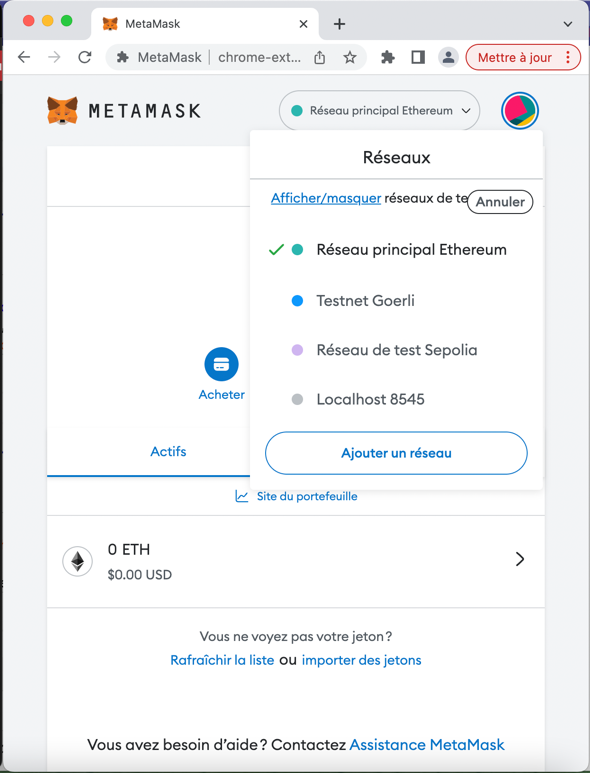 MetaMask
MetaMask | chrome-ext... Mettre à jour
METAMASK Réseau principal Ethereum
Réseaux
Afficher/masquer réseaux de te Annuler
Réseau principal Ethereum
Testnet Goerli
Réseau de test Sepolia
Localhost 8545
Acheter
Ajouter un réseau
Actifs
Site du portefeuille
0 ETH
$0.00 USD
Vous ne voyez pas votre jeton ?
Rafraîchir la liste ou importer des jetons
Vous avez besoin d’aide ? Contactez Assistance MetaMask